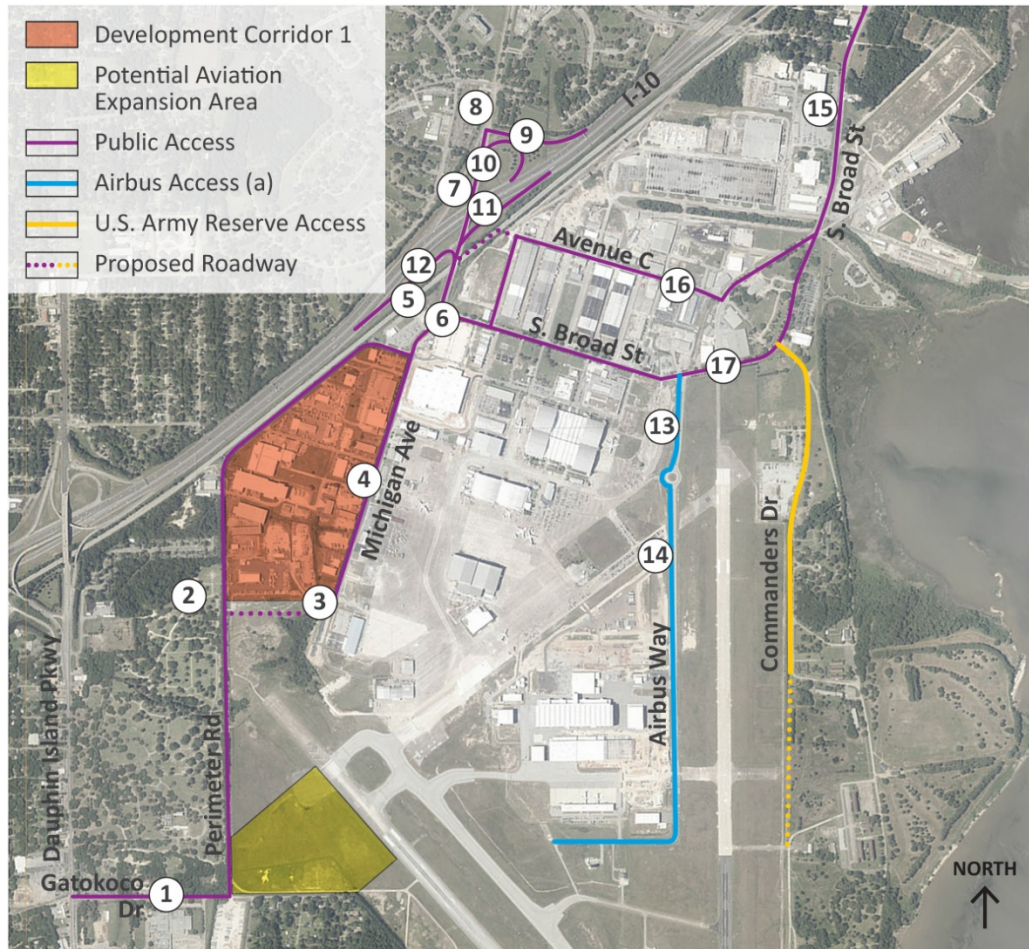 Development Corridor 1
Potential Aviation
Expansion Area
Public Access
Airbus Access (a)
U.S. Army Reserve Access
Proposed Roadway
I-10
8
9
15
10
7
11
S. Broad St
Avenue C
12
16
5
6
S. Broad St
17
13
4
Michigan Ave
14
2
3
Commanders Dr
Airbus Way
Dauphin Island Pkwy
Perimeter Rd
Gatokoco
Dr
1
NORTH